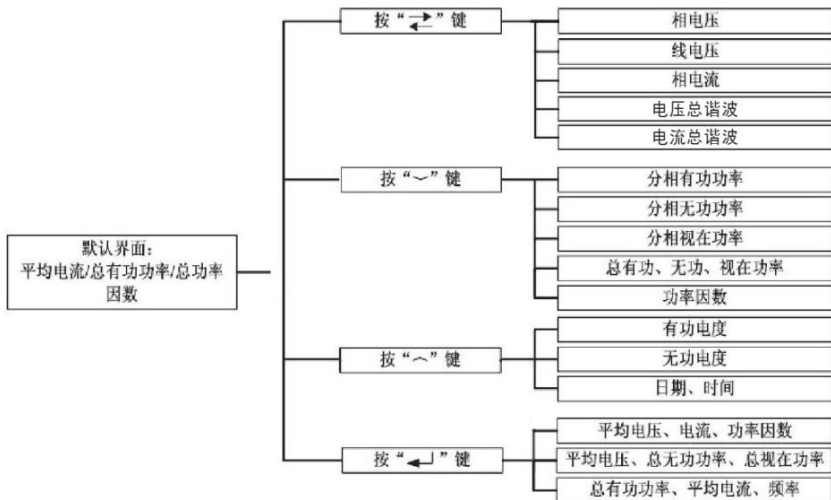 默认界面：
平均电流/总有功功率/总功率
因数
按“⇄”键
相电压
线电压
相电流
电压总谐波
电流总谐波
按“﹀”键
分相有功功率
分相无功功率
分相视在功率
总有功、无功、视在功率
功率因数
按“︿”键
有功电度
无功电度
日期、时间
按“↵”键
平均电压、电流、功率因数
平均电压、总无功功率、总视在功率
总有功功率、平均电流、频率